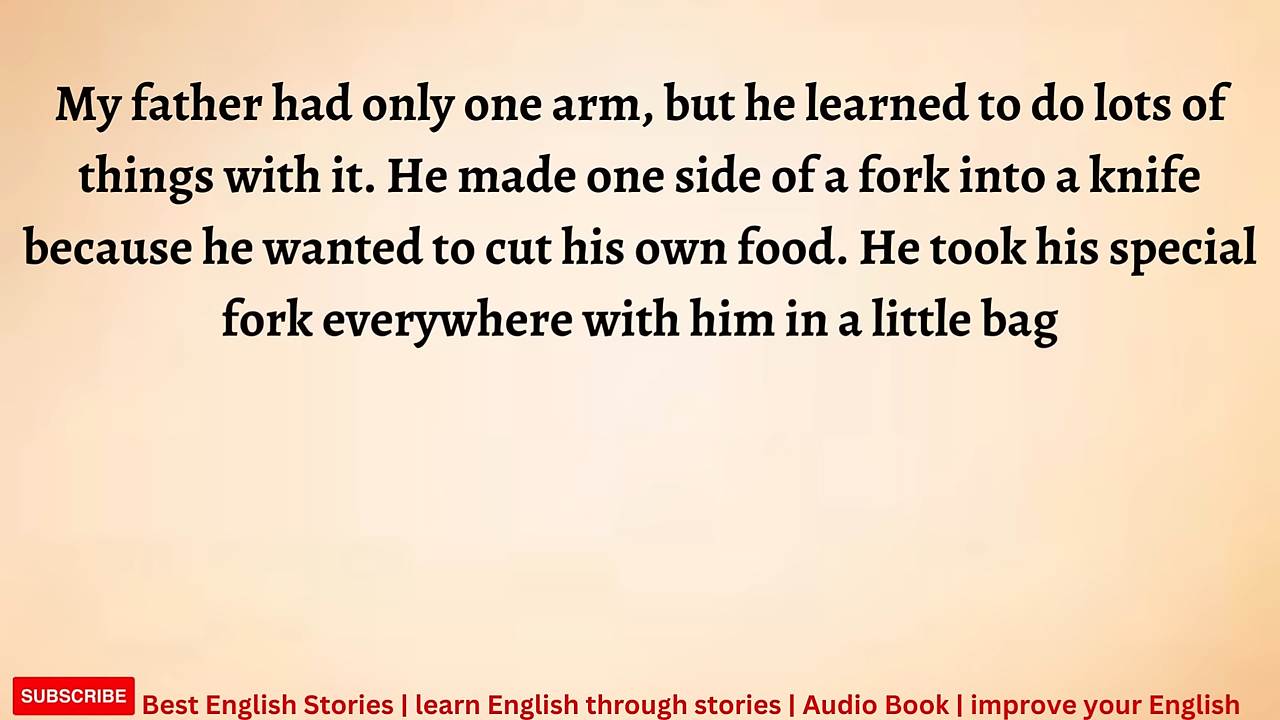 My father had only one arm, but he learned to do lots of
things with it. He made one side of a fork into a knife
because he wanted to cut his own food. He took his special
fork everywhere with him in a little bag
SUBSCRIBE
Best English Stories | learn English through stories | Audio Book | improve your English